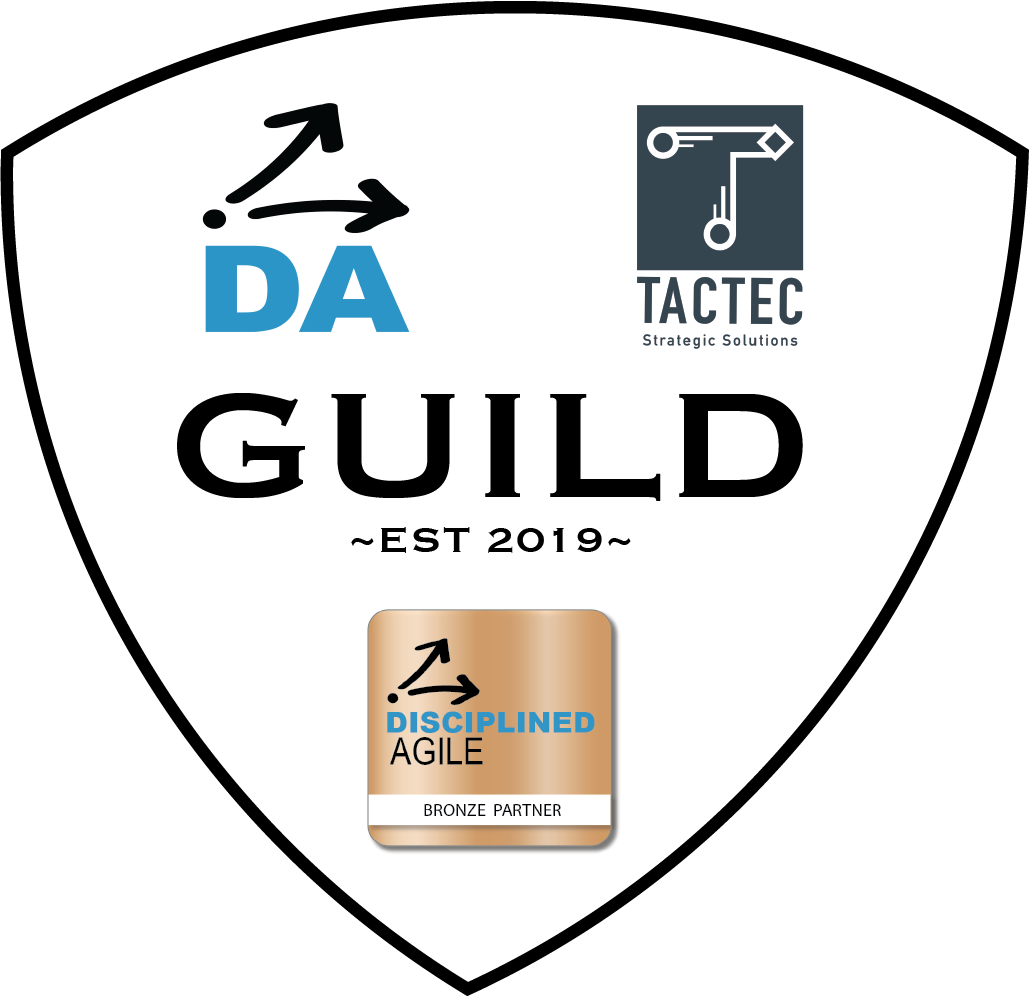 DA
TACTEC
Strategic Solutions
GUILD
~EST 2019~
DISCIPLINED
AGILE
BRONZE PARTNER